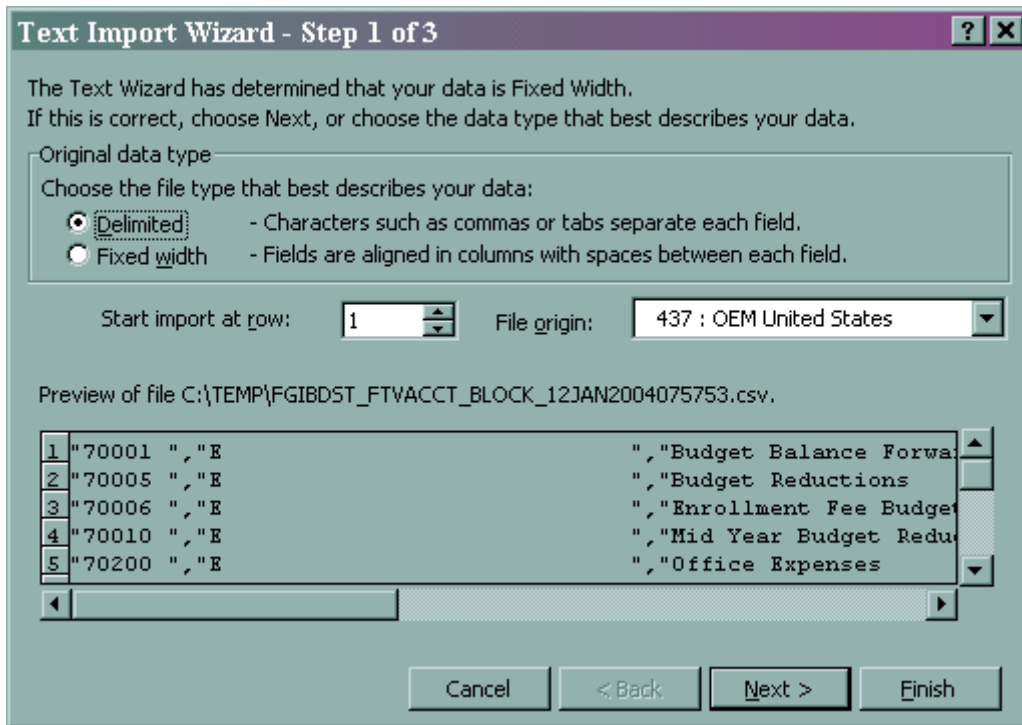 Text Import Wizard - Step 1 of 3
The Text Wizard has determined that your data is Fixed Width.
If this is correct, choose Next, or choose the data type that best describes your data.
Original data type
Choose the file type that best describes your data:
Delimited - Characters such as commas or tabs separate each field.
Fixed width - Fields are aligned in columns with spaces between each field.
Start import at row: 1 File origin: 437 : OEM United States
Preview of file C:\TEMP\FGIBDST_FTVACCT_BLOCK_12JAN2004075753.csv.
1 "70001 ","E ","Budget Balance Forwa
2 "70005 ","E ","Budget Reductions
3 "70006 ","E ","Enrollment Fee Budget
4 "70010 ","E ","Mid Year Budget Redu
5 "70200 ","E ","Office Expenses
Cancel < Back Next > Finish